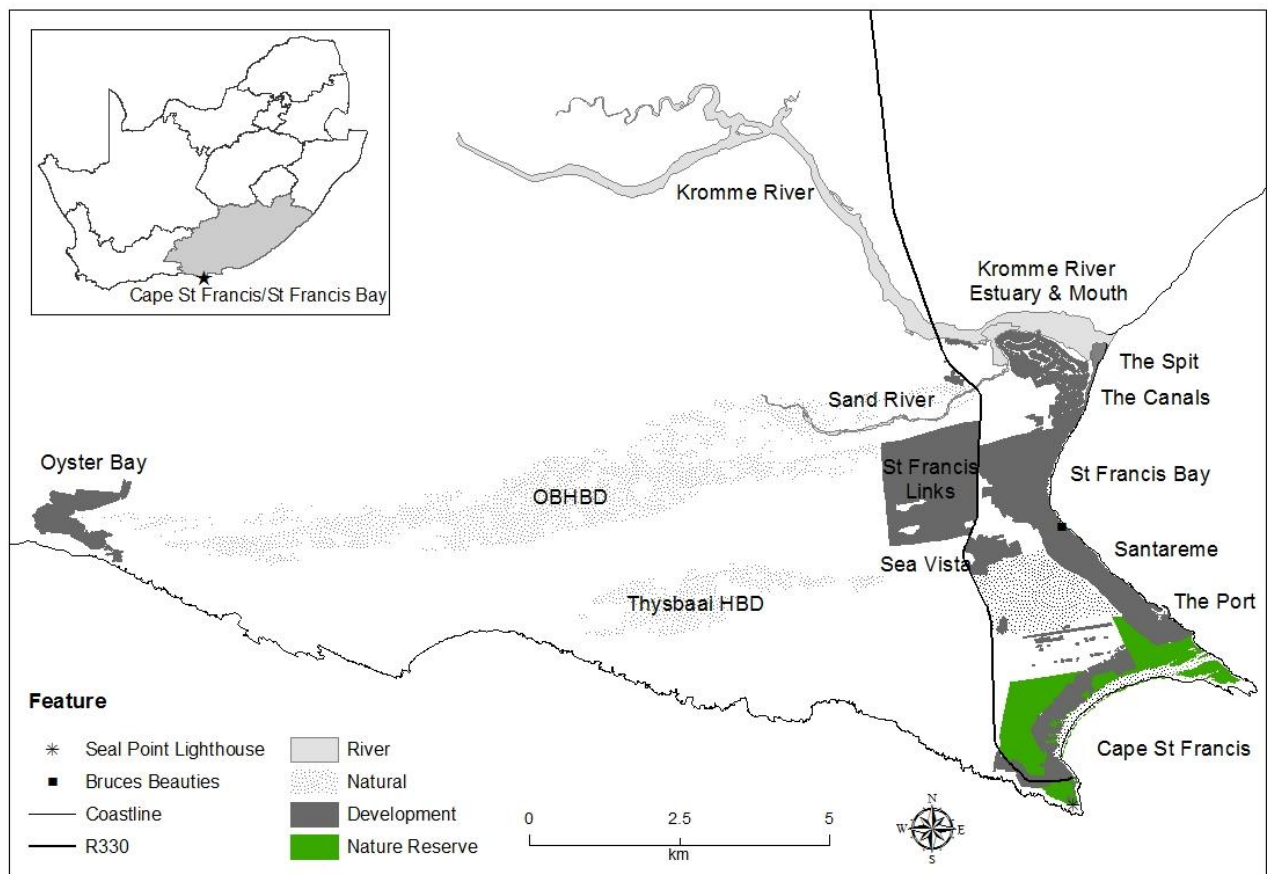 Cape St Francis/St Francis Bay
Kromme River
Kromme River
Estuary & Mouth
The Spit
The Canals
Sand River
Oyster Bay
OBHBD
St Francis
Links
St Francis Bay
Santareme
Sea Vista
Thysbaai HBD
The Port
Cape St Francis
Feature
Seal Point Lighthouse
Bruces Beauties
Coastline
R330
River
Natural
Development
Nature Reserve
0 2.5 5
km
N
W E
S